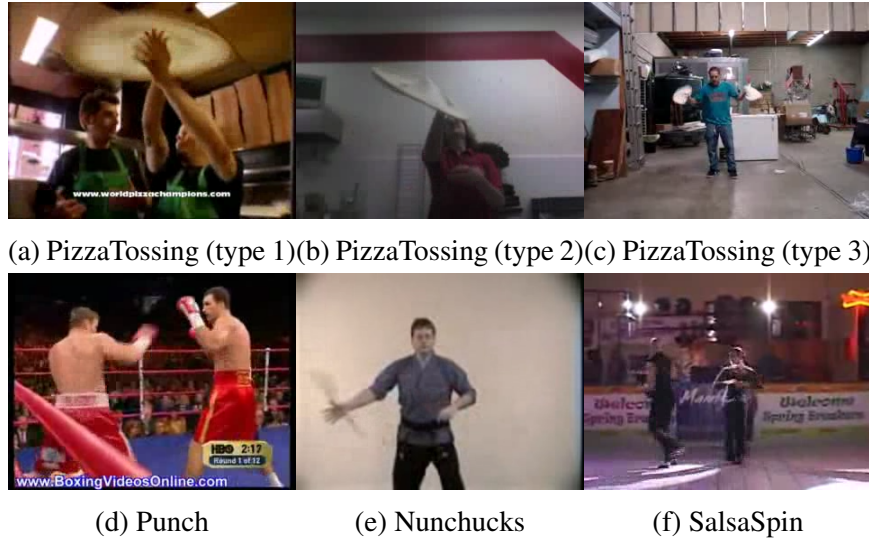 www.worldpizzachampions.com
(a) PizzaTossing (type 1)(b) PizzaTossing (type 2)(c) PizzaTossing (type 3)
HBO 2:17
Round 1 of 12
www.BoxingVideosOnline.com
Welcome
Spring Breakers
Welcome
Spring Breakers
(d) Punch
(e) Nunchucks
(f) SalsaSpin